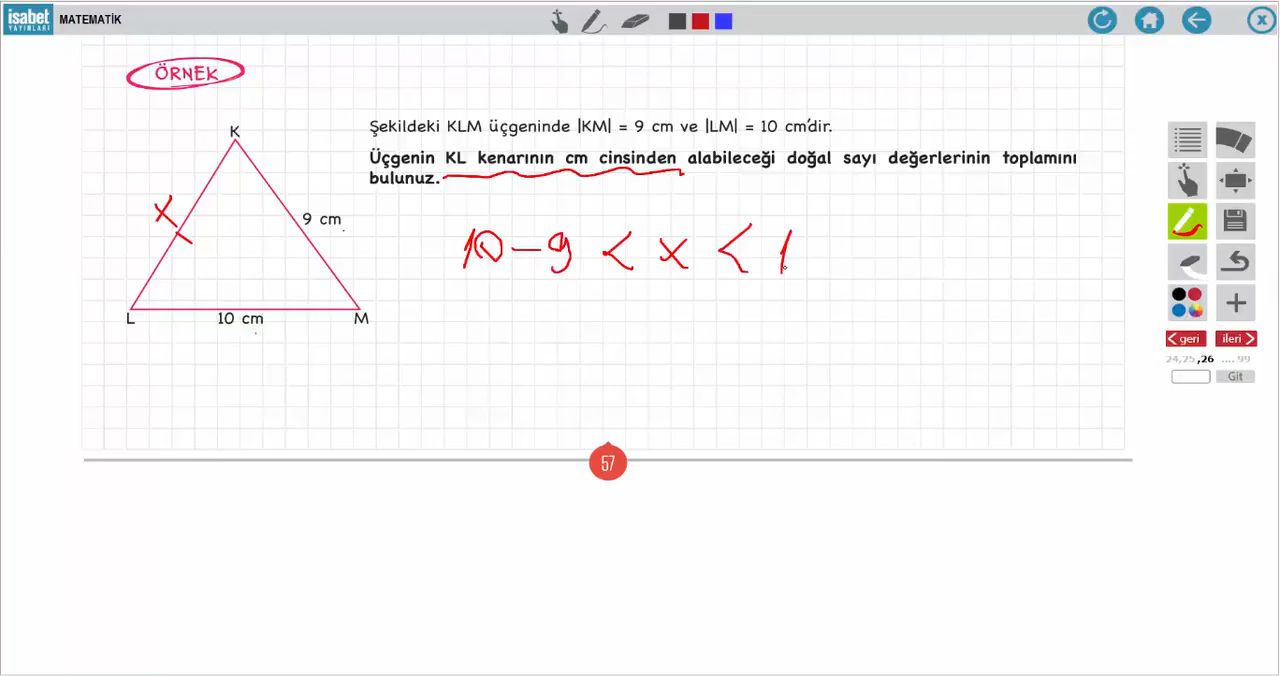 isabet
YAYINLARI
MATEMATİK
ÖRNEK
K
Şekildeki KLM üçgeninde |KM| = 9 cm ve |LM| = 10 cm'dir.
Üçgenin KL kenarının cm cinsinden alabileceği doğal sayı değerlerinin toplamını
bulunuz.
x
9 cm
10 - 9 < x < 1
L
10 cm
M
geri
ileri
24,25,26 .... 99
Git
57